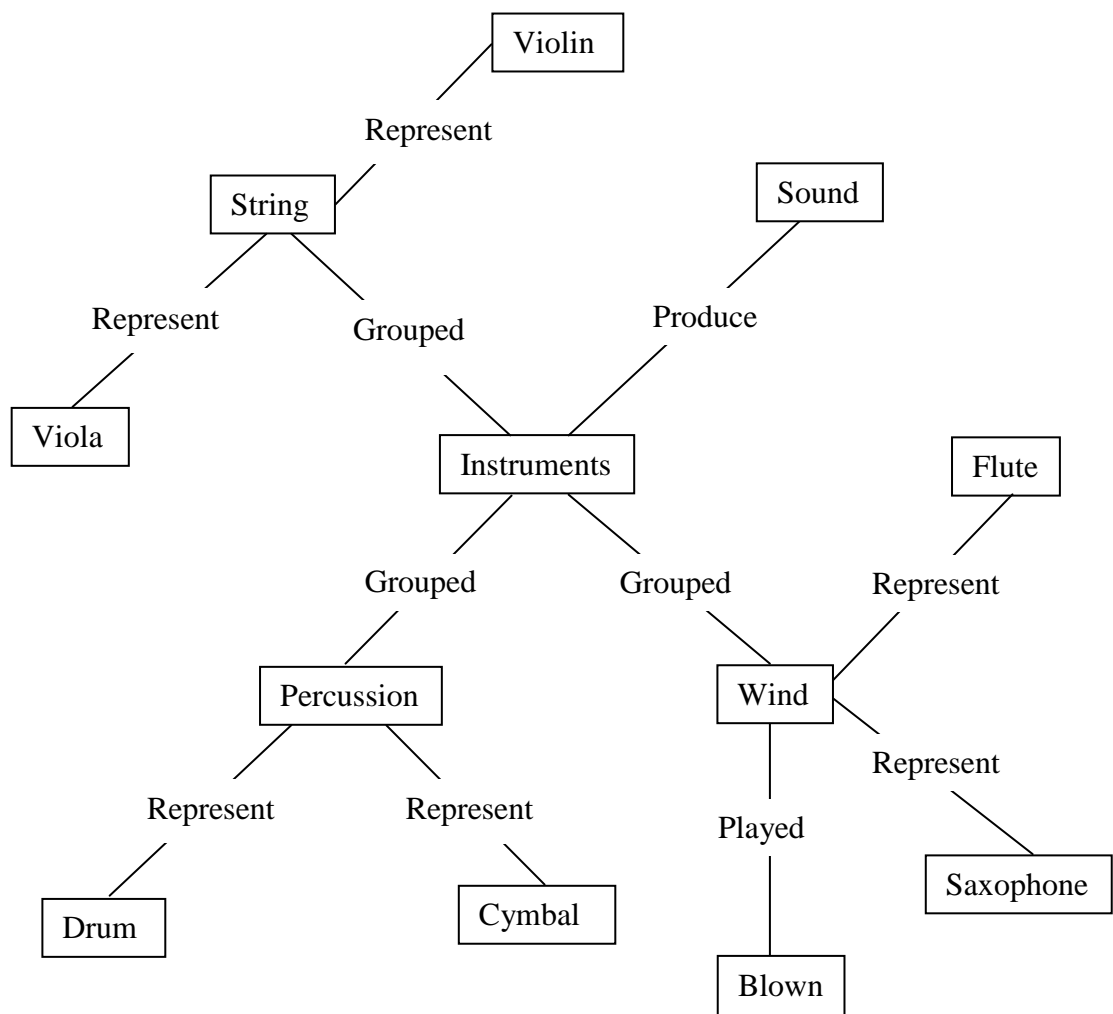 Violin
Represent
String
Sound
Represent
Grouped
Produce
Viola
Instruments
Flute
Grouped
Grouped
Represent
Percussion
Wind
Represent
Represent
Represent
Played
Drum
Cymbal
Saxophone
Blown